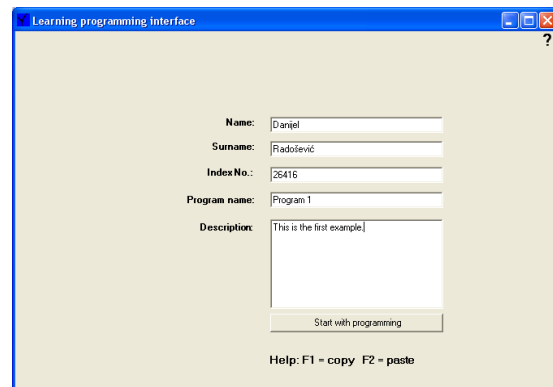 Learning programming interface
?
Name: Danijel
Surname: Radošević
Index No.: 26416
Program name: Program 1
Description: This is the first example.
Start with programming
Help: F1 = copy F2 = paste